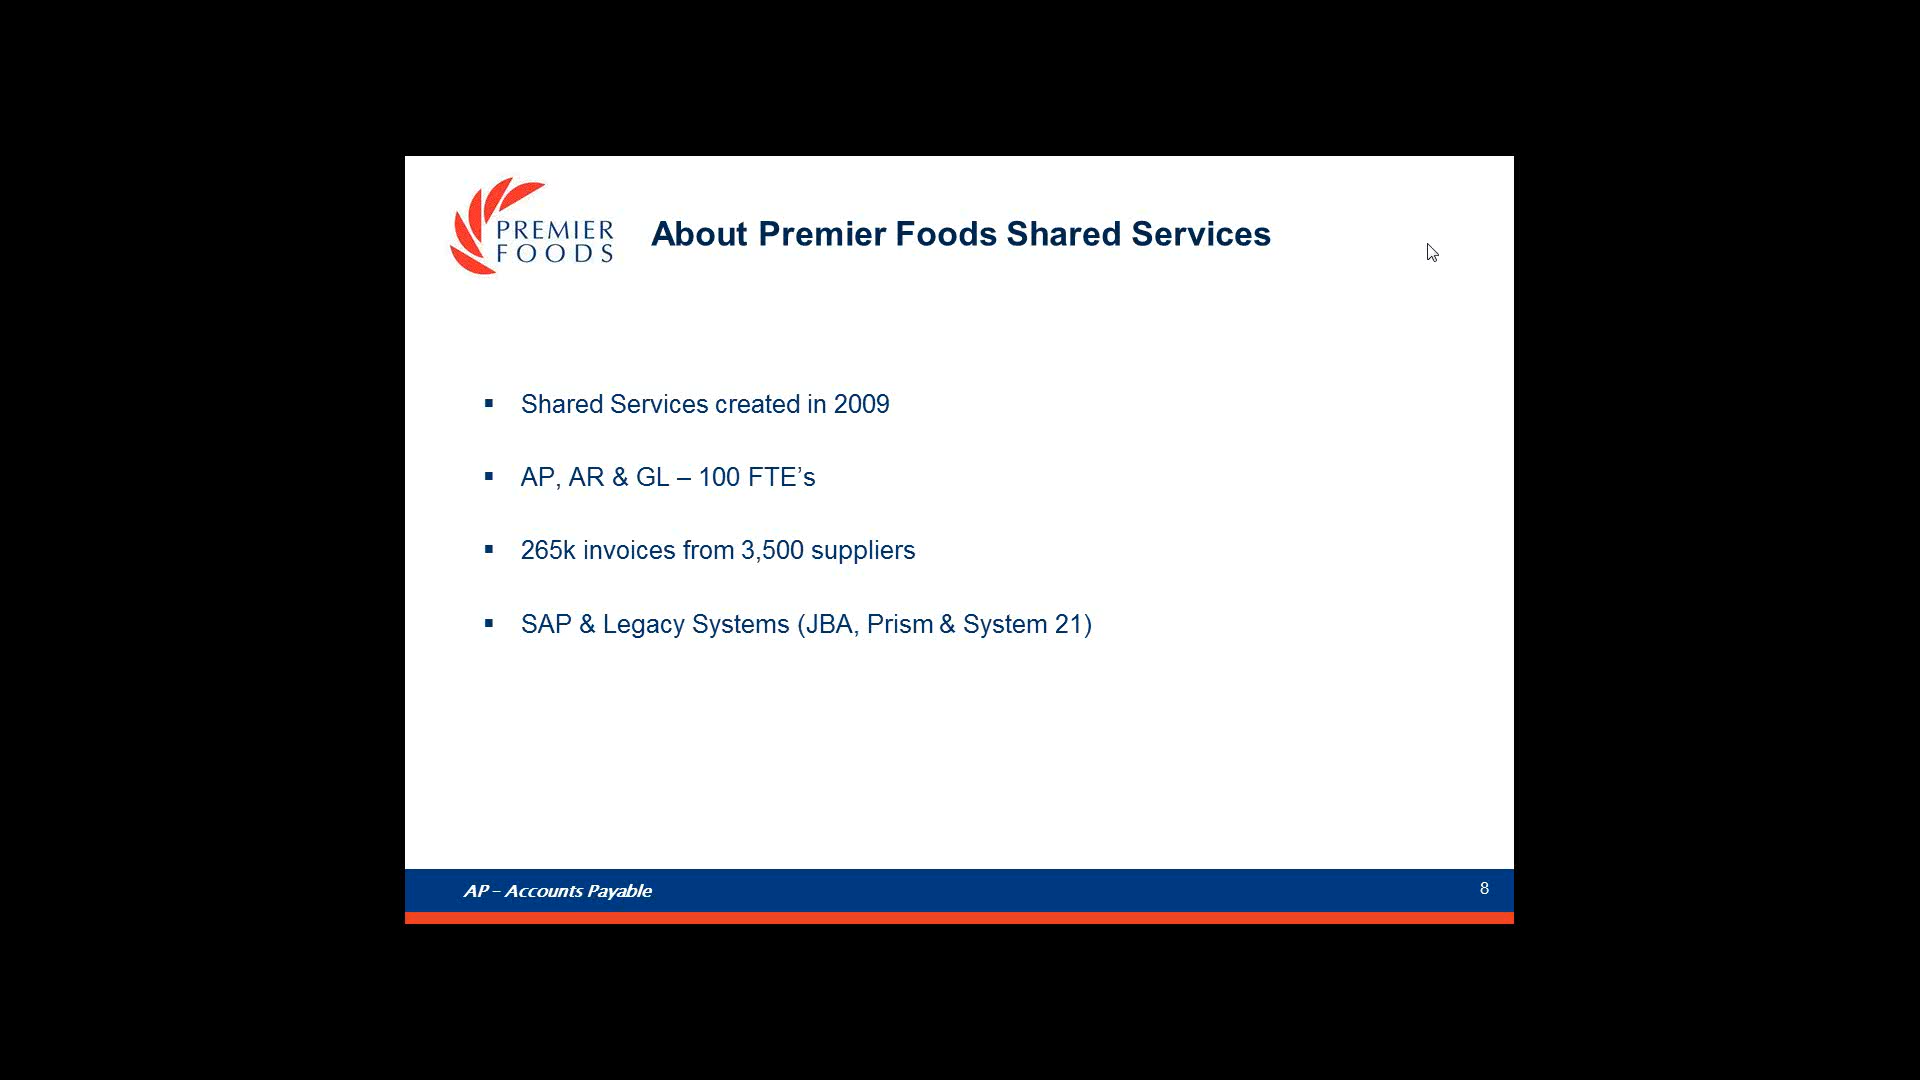 PREMIER
FOODS
About Premier Foods Shared Services
▪ Shared Services created in 2009
▪ AP, AR & GL – 100 FTE’s
▪ 265k invoices from 3,500 suppliers
▪ SAP & Legacy Systems (JBA, Prism & System 21)
AP – Accounts Payable
8